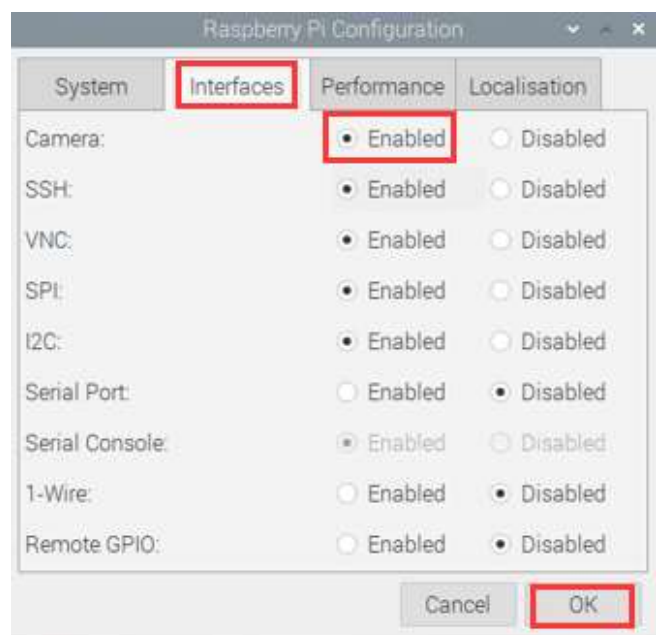 Raspberry Pi Configuration
System Interfaces Performance Localisation
Camera: Enabled Disabled
SSH: Enabled Disabled
VNC: Enabled Disabled
SPI: Enabled Disabled
I2C: Enabled Disabled
Serial Port: Enabled Disabled
Serial Console: Enabled Disabled
1-Wire: Enabled Disabled
Remote GPIO: Enabled Disabled
Cancel OK